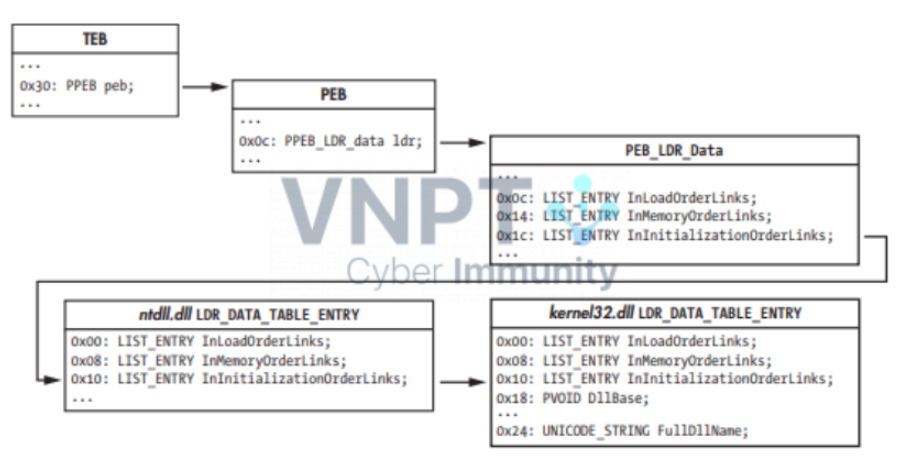 TEB
...
0x30: PPEB peb;
...
PEB
...
0x0c: PPEB_LDR_data ldr;
...
PEB_LDR_Data
...
0x0c: LIST_ENTRY InLoadOrderLinks;
0x14: LIST_ENTRY InMemoryOrderLinks;
0x1c: LIST_ENTRY InInitializationOrderLinks;
...
VNPT
Cyber Immunity
ntdll.dll LDR_DATA_TABLE_ENTRY
0x00: LIST_ENTRY InLoadOrderLinks;
0x08: LIST_ENTRY InMemoryOrderLinks;
0x10: LIST_ENTRY InInitializationOrderLinks;
...
kernel32.dll LDR_DATA_TABLE_ENTRY
0x00: LIST_ENTRY InLoadOrderLinks;
0x08: LIST_ENTRY InMemoryOrderLinks;
0x10: LIST_ENTRY InInitializationOrderLinks;
0x18: PVOID DllBase;
...
0x24: UNICODE_STRING FullDllName;